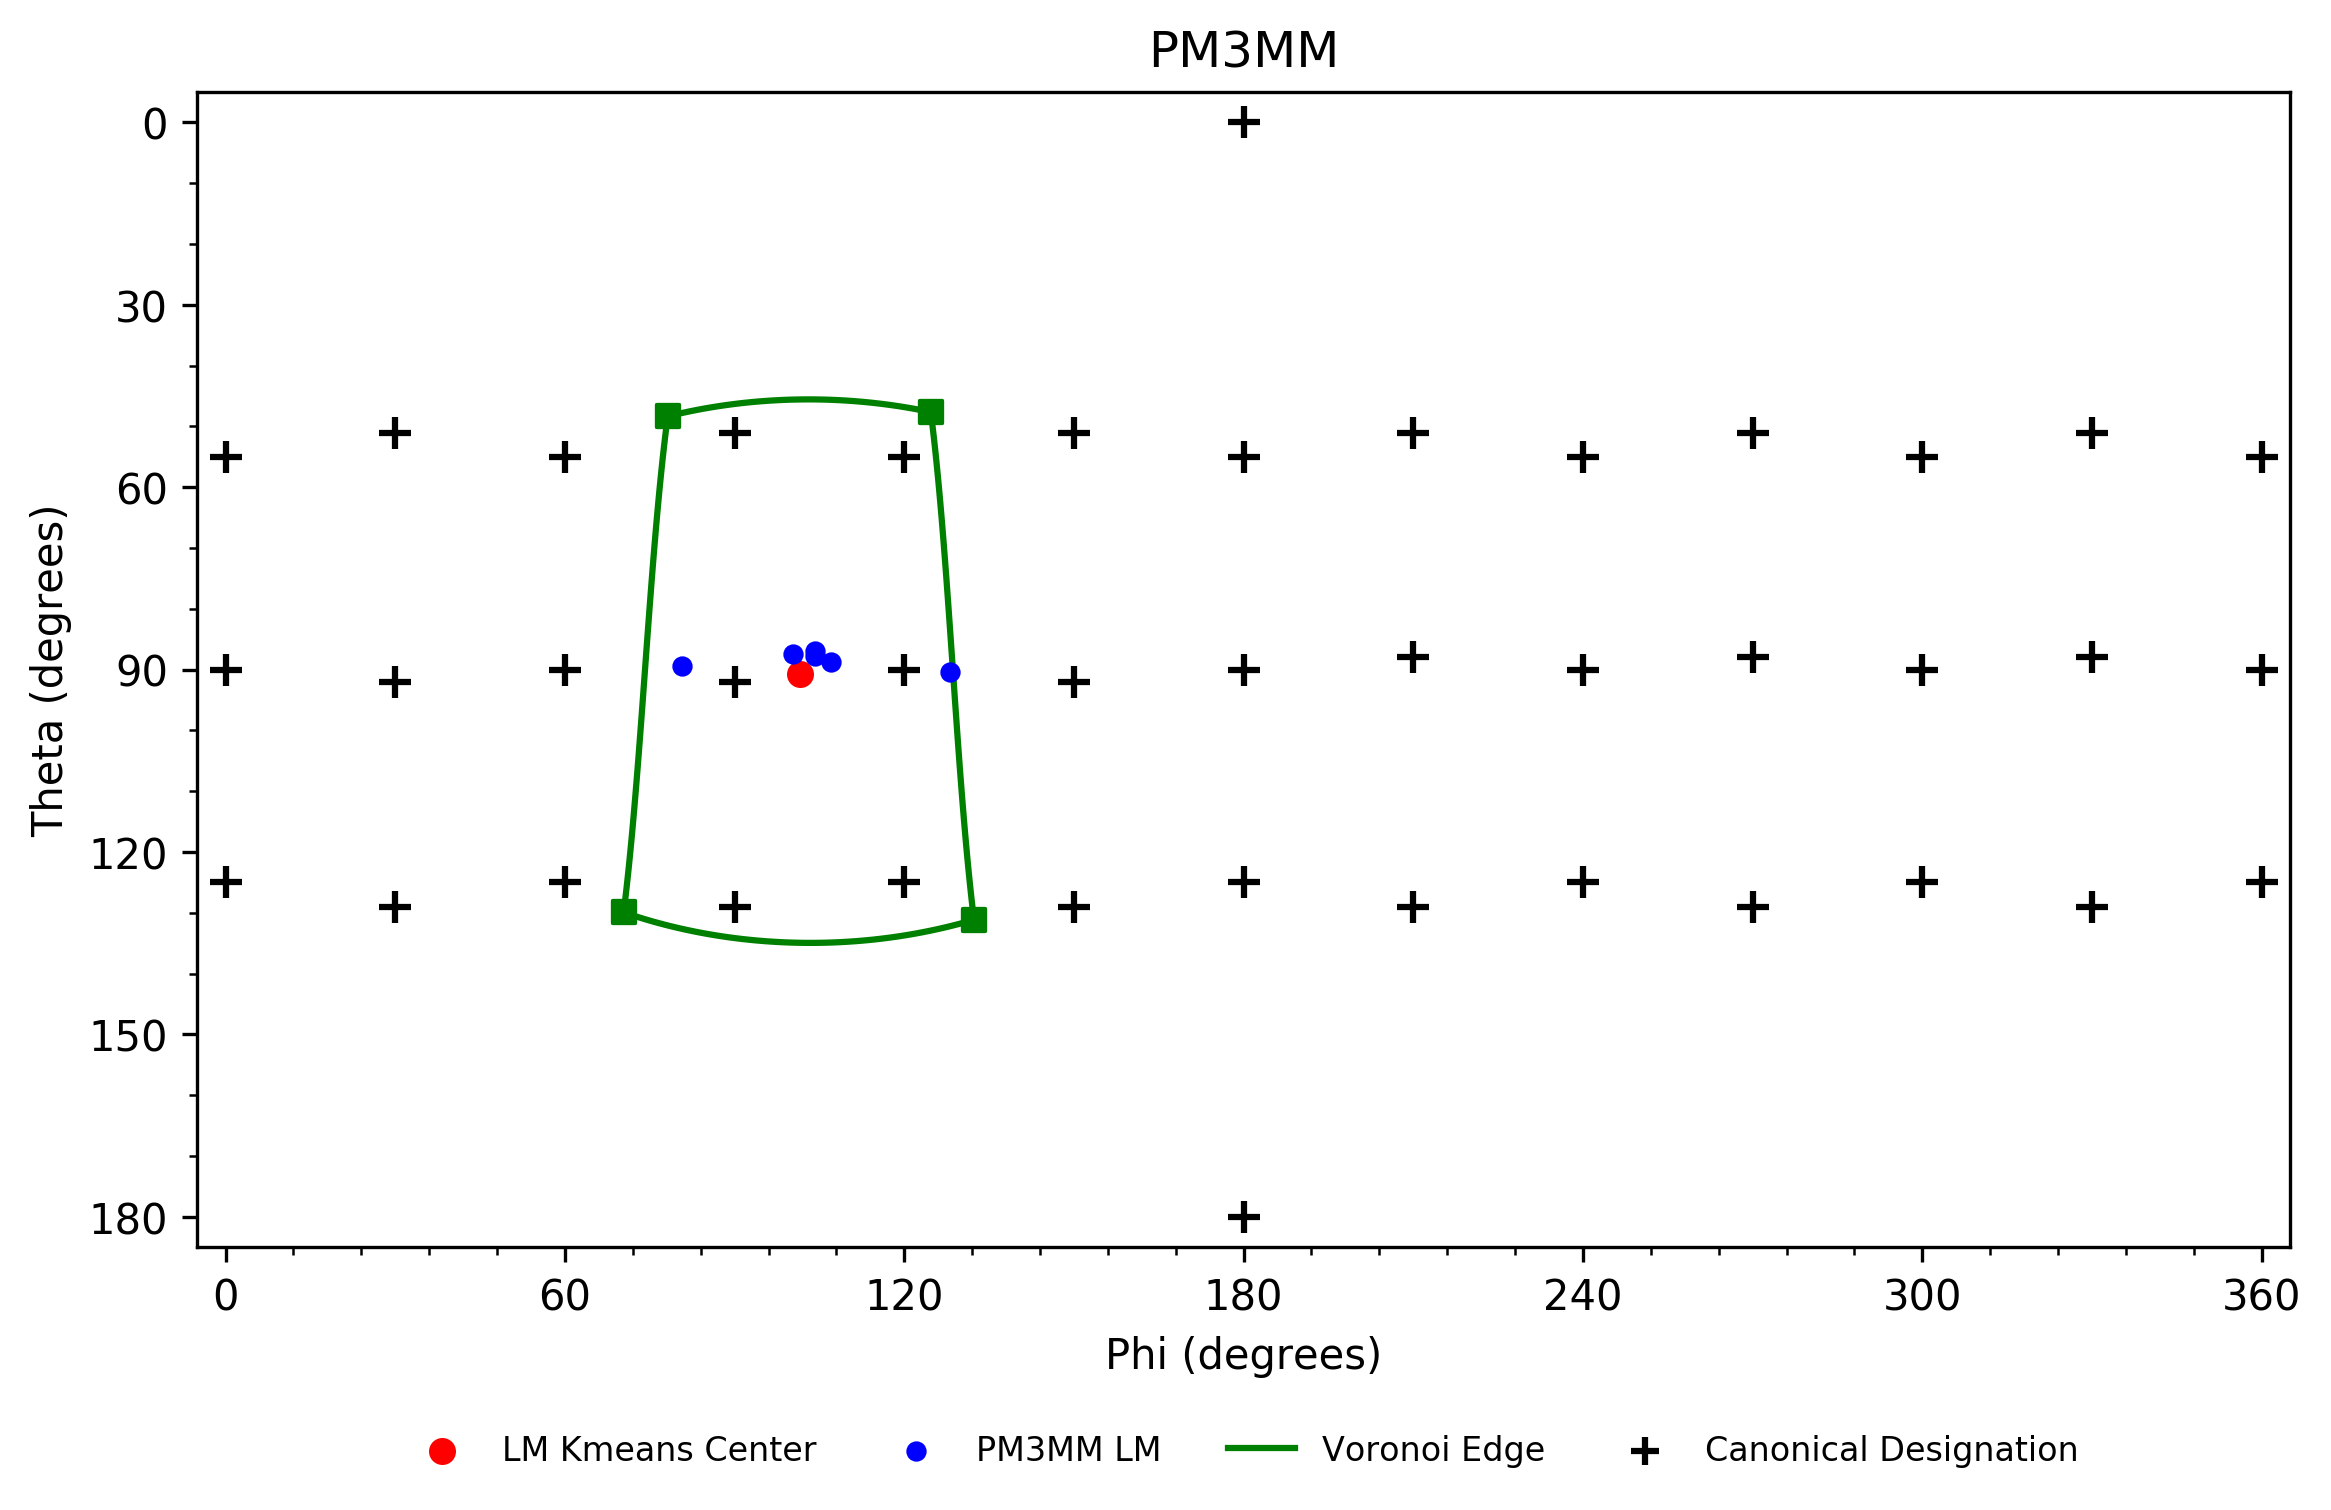 PM3MM
Theta (degrees)
0
30
60
90
120
150
180
0 60 120 180 240 300 360
Phi (degrees)
LM Kmeans Center PM3MM LM Voronoi Edge Canonical Designation